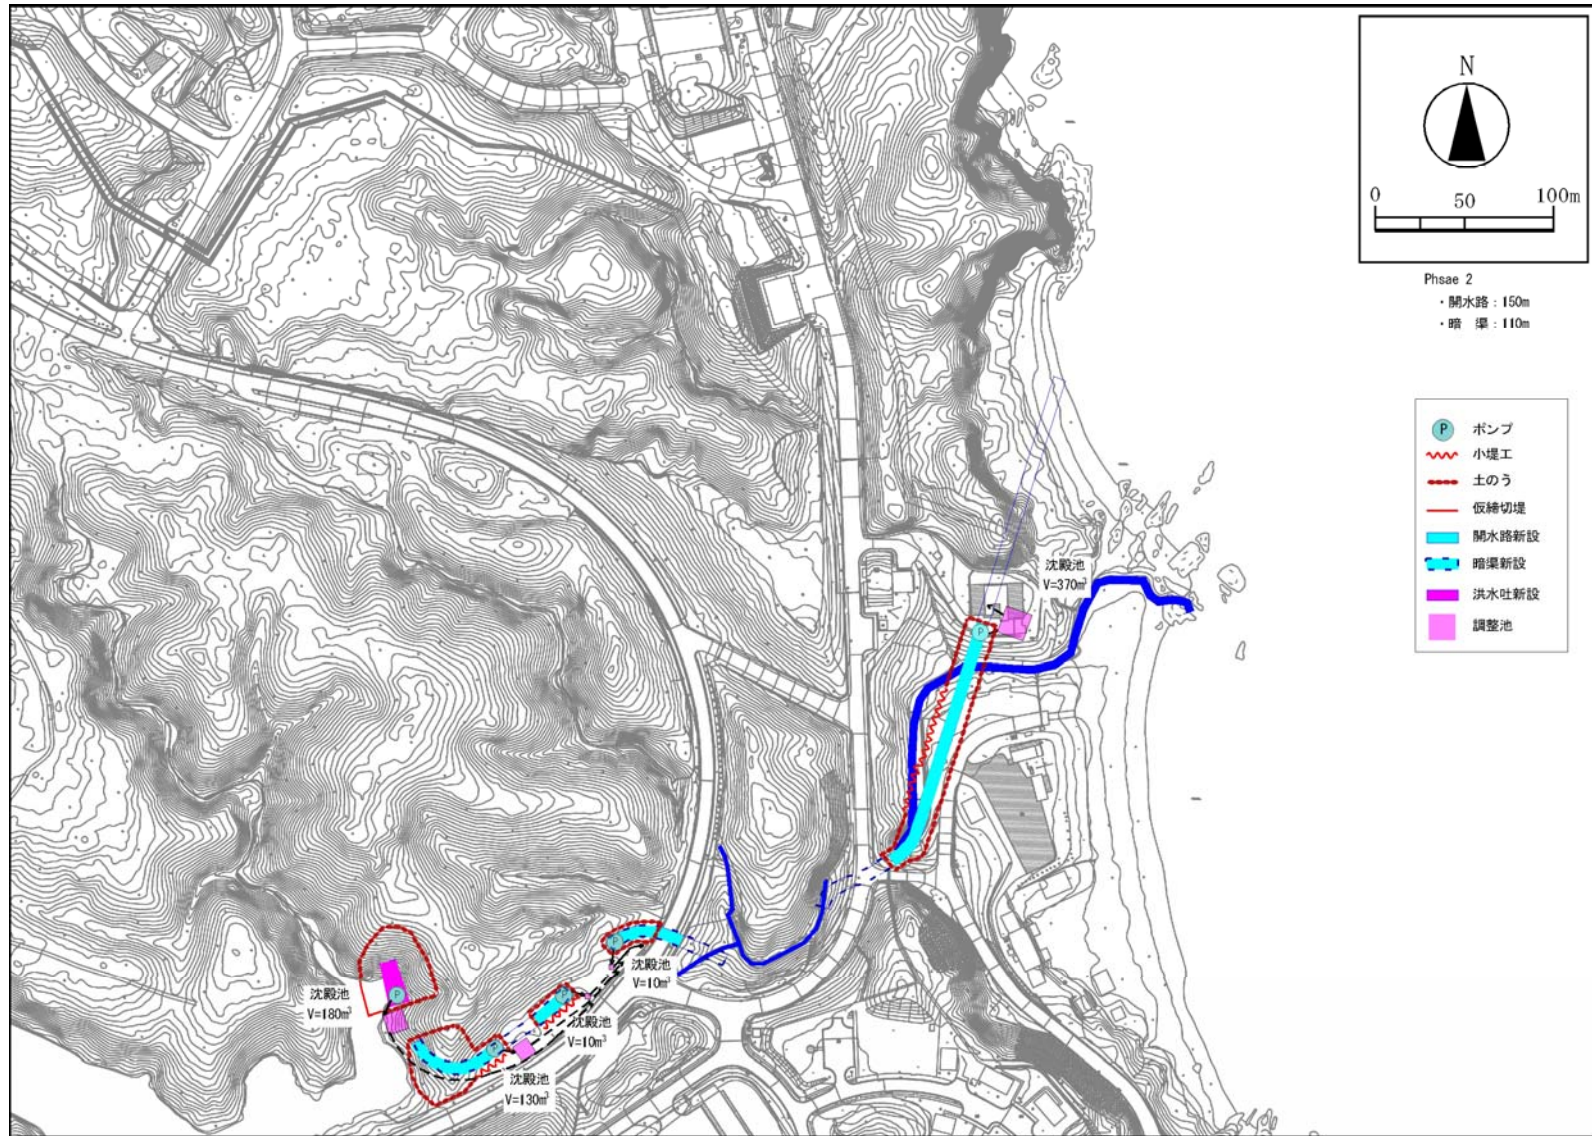 N
0 50 100m
Phsae 2
・開水路：150m
・暗 渠：110m
P ポンプ
小堤工
土のう
仮締切堤
開水路新設
暗渠新設
洪水吐新設
調整池
沈殿池
V=370m³
P
P
沈殿池
V=10m³
沈殿池
V=180m³
P
P
沈殿池
V=10m³
P
沈殿池
V=130m³